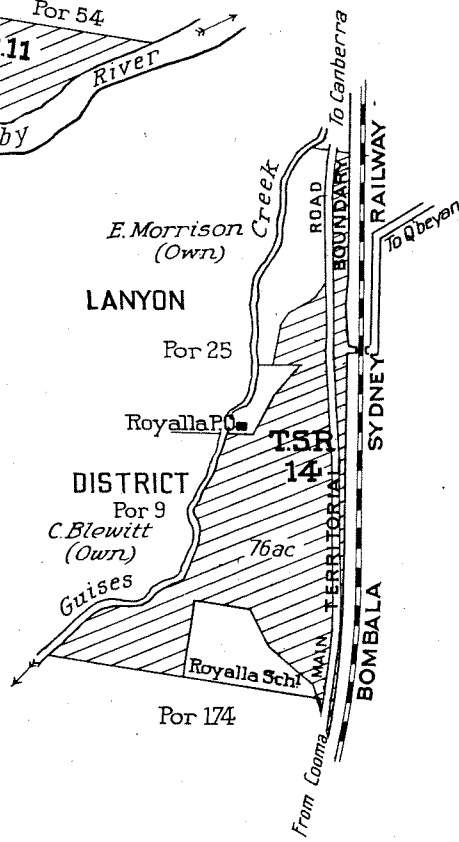 Por 54
.11
River
by
To Canberra
Creek
ROAD
BOUNDARY
RAILWAY
E. Morrison
(Own)
To Q'beyan
LANYON
Por 25
SYDNEY
Royalla P.O.
T.S.R
14
DISTRICT
Por 9
C. Blewitt
(Own)
76ac
TERRITORIAL
Guises
BOMBALA
MAIN
Royalla Schl
Por 174
From Cooma